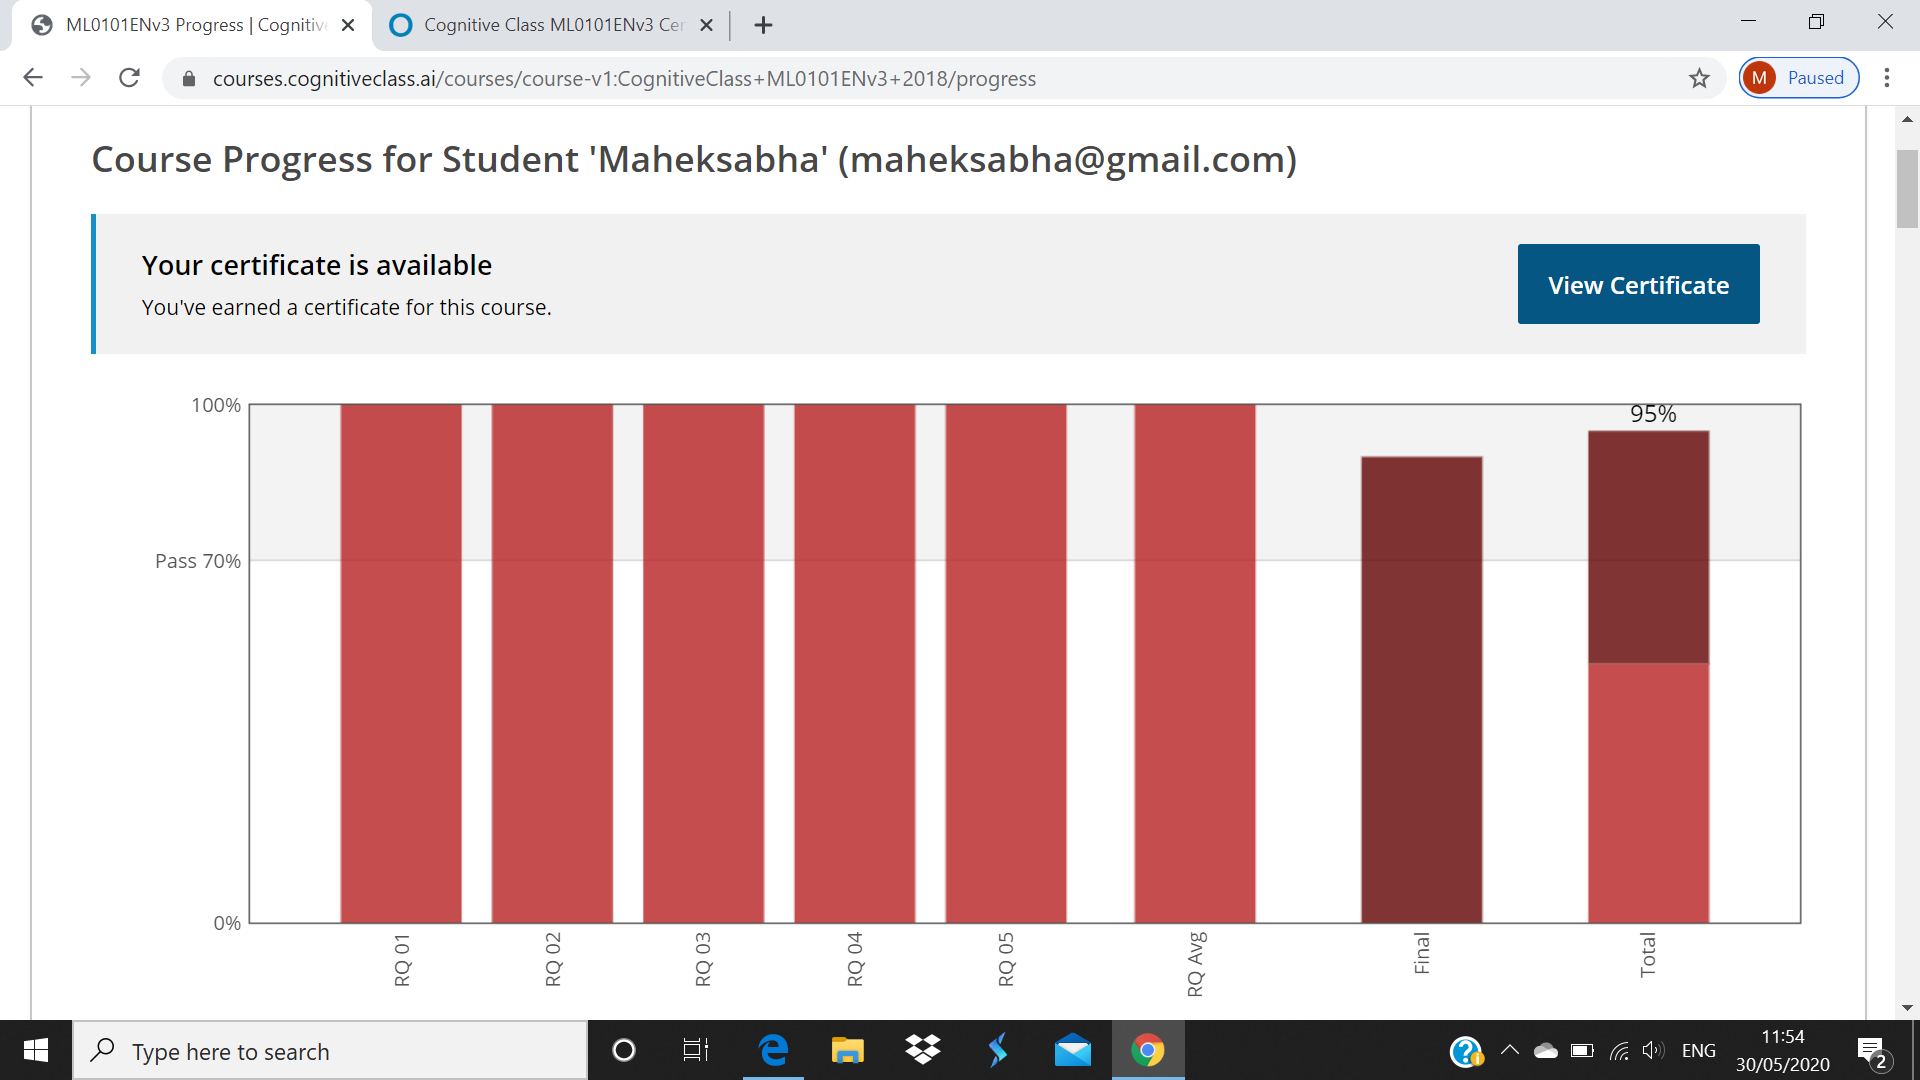 ML0101ENv3 Progress | Cognitiv
Cognitive Class ML0101ENv3 Cer
courses.cognitiveclass.ai/courses/course-v1:CognitiveClass+ML0101ENv3+2018/progress
M
Paused
Course Progress for Student 'Maheksabha' (maheksabha@gmail.com)
Your certificate is available
You've earned a certificate for this course.
View Certificate
100%
95%
Pass 70%
0%
RQ 01
RQ 02
RQ 03
RQ 04
RQ 05
RQ Avg
Final
Total
Type here to search
ENG
11:54
30/05/2020
2